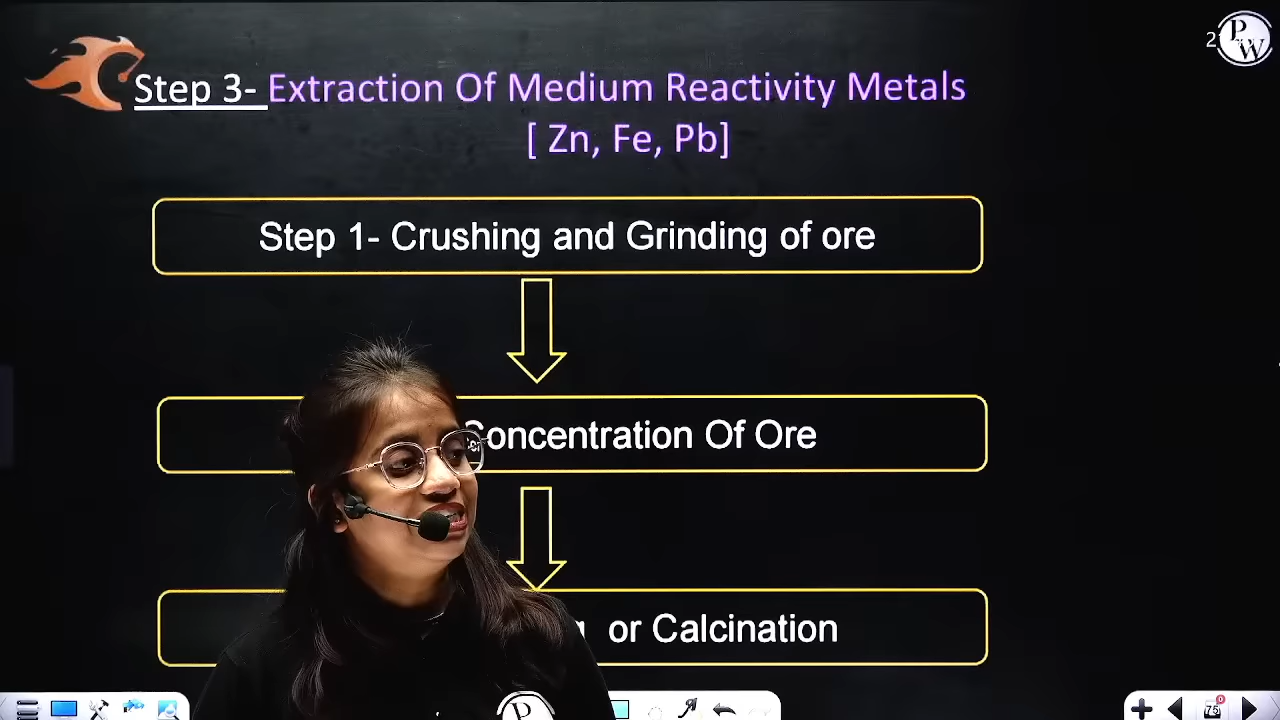 Step 3- Extraction Of Medium Reactivity Metals
[ Zn, Fe, Pb]
Step 1- Crushing and Grinding of ore
Concentration Of Ore
or Calcination
P
W
P
75